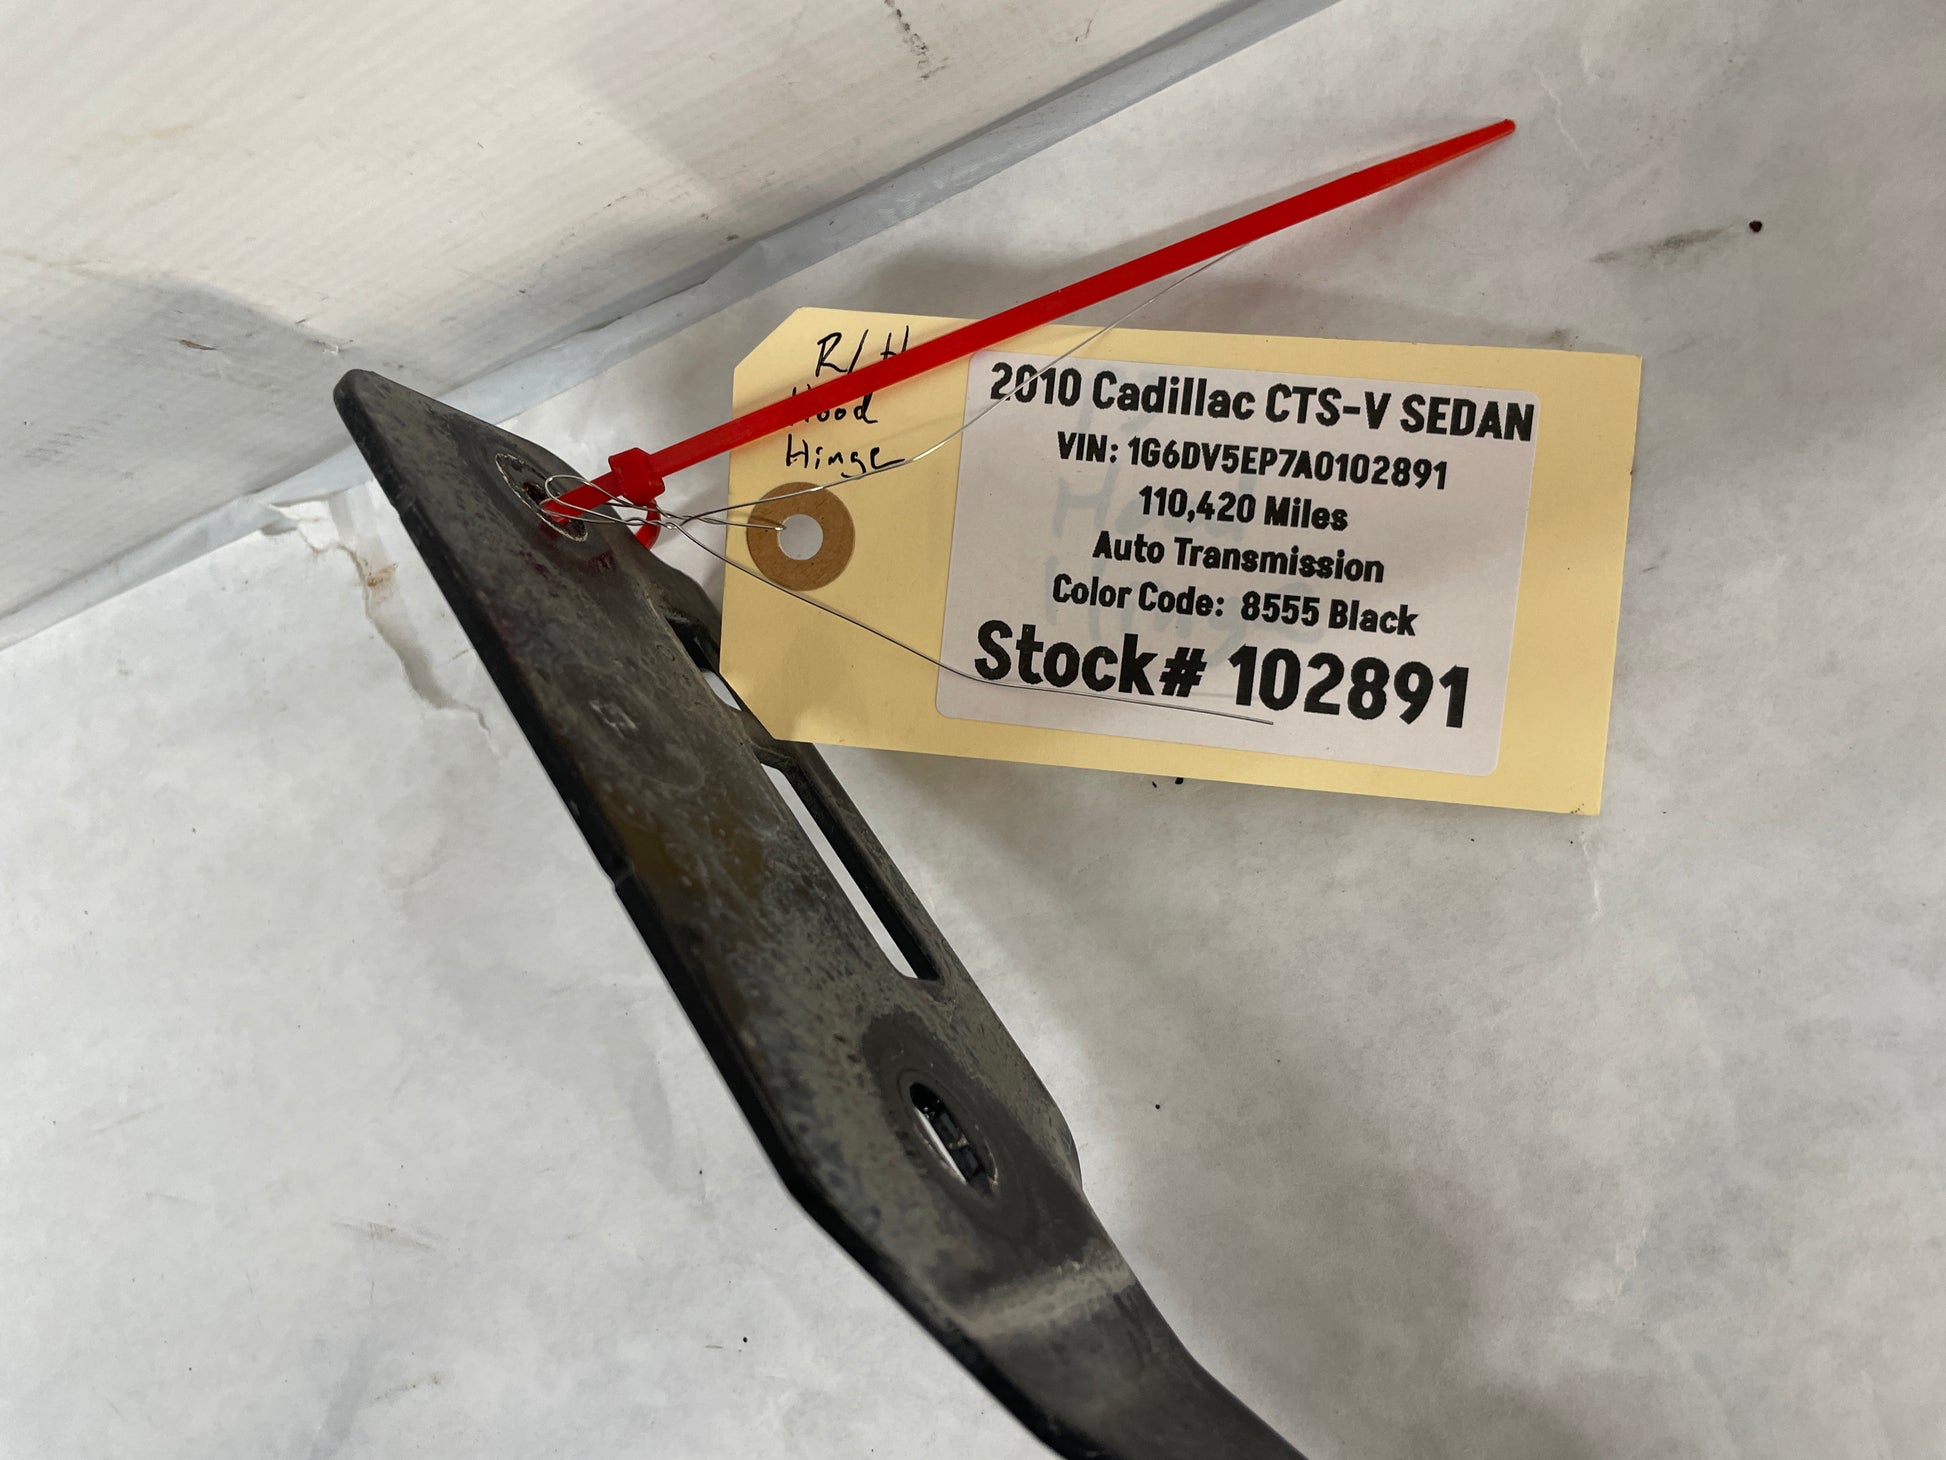 R/H
Hood
Hinge
2010 Cadillac CTS-V SEDAN
VIN: 1G6DV5EP7A0102891
110,420 Miles
Auto Transmission
Color Code: 8555 Black
Stock# 102891